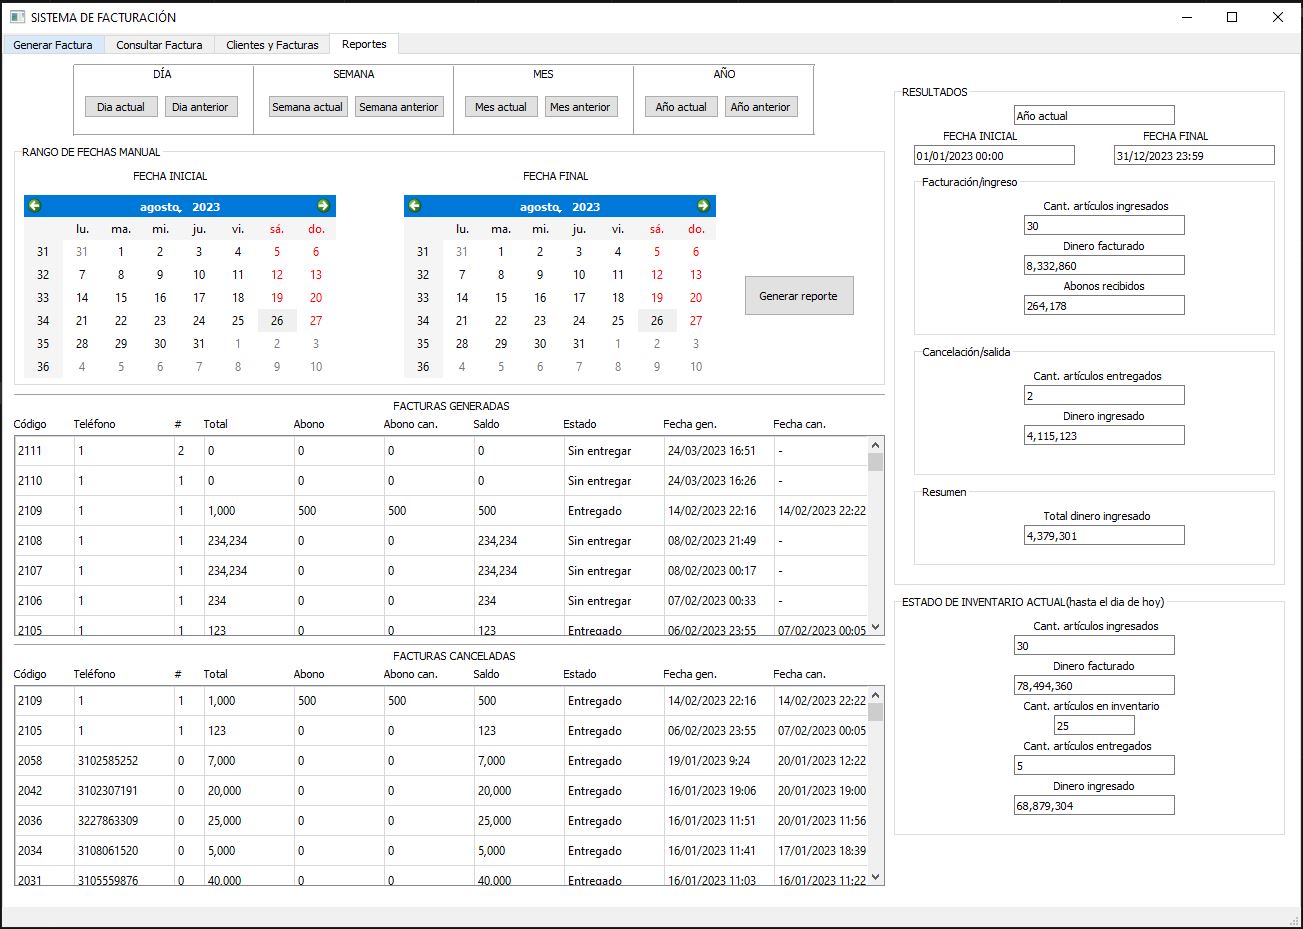 SISTEMA DE FACTURACIÓN
Generar Factura Consultar Factura Clientes y Facturas Reportes
DÍA SEMANA MES AÑO
Dia actual Dia anterior Semana actual Semana anterior Mes actual Mes anterior Año actual Año anterior
RANGO DE FECHAS MANUAL
FECHA INICIAL FECHA FINAL
agosto, 2023 agosto, 2023
lu. ma. mi. ju. vi. sá. do. lu. ma. mi. ju. vi. sá. do.
31 31 1 2 3 4 5 6 31 31 1 2 3 4 5 6
32 7 8 9 10 11 12 13 32 7 8 9 10 11 12 13
33 14 15 16 17 18 19 20 33 14 15 16 17 18 19 20
34 21 22 23 24 25 26 27 34 21 22 23 24 25 26 27
35 28 29 30 31 1 2 3 35 28 29 30 31 1 2 3
36 4 5 6 7 8 9 10 36 4 5 6 7 8 9 10
Generar reporte
FACTURAS GENERADAS
Código Teléfono # Total Abono Abono can. Saldo Estado Fecha gen. Fecha can.
2111 1 2 0 0 0 0 Sin entregar 24/03/2023 16:51 -
2110 1 1 0 0 0 0 Sin entregar 24/03/2023 16:26 -
2109 1 1 1,000 500 500 500 Entregado 14/02/2023 22:16 14/02/2023 22:22
2108 1 1 234,234 0 0 234,234 Sin entregar 08/02/2023 21:49 -
2107 1 1 234,234 0 0 234,234 Sin entregar 08/02/2023 00:17 -
2106 1 1 234 0 0 234 Sin entregar 07/02/2023 00:33 -
2105 1 1 123 0 0 123 Entregado 06/02/2023 23:55 07/02/2023 00:05
FACTURAS CANCELADAS
Código Teléfono # Total Abono Abono can. Saldo Estado Fecha gen. Fecha can.
2109 1 1 1,000 500 500 500 Entregado 14/02/2023 22:16 14/02/2023 22:22
2105 1 1 123 0 0 123 Entregado 06/02/2023 23:55 07/02/2023 00:05
2058 3102585252 0 7,000 0 0 7,000 Entregado 19/01/2023 9:24 20/01/2023 12:22
2042 3102307191 0 20,000 0 0 20,000 Entregado 16/01/2023 19:06 20/01/2023 19:00
2036 3227863309 0 25,000 0 0 25,000 Entregado 16/01/2023 11:51 20/01/2023 11:56
2034 3108061520 0 5,000 0 0 5,000 Entregado 16/01/2023 11:41 17/01/2023 18:39
2031 3105559876 0 40,000 0 0 40,000 Entregado 16/01/2023 11:03 16/01/2023 11:22
RESULTADOS
Año actual
FECHA INICIAL FECHA FINAL
01/01/2023 00:00 31/12/2023 23:59
Facturación/ingreso
Cant. artículos ingresados
30
Dinero facturado
8,332,860
Abonos recibidos
264,178
Cancelación/salida
Cant. artículos entregados
2
Dinero ingresado
4,115,123
Resumen
Total dinero ingresado
4,379,301
ESTADO DE INVENTARIO ACTUAL(hasta el dia de hoy)
Cant. artículos ingresados
30
Dinero facturado
78,494,360
Cant. artículos en inventario
25
Cant. artículos entregados
5
Dinero ingresado
68,879,304